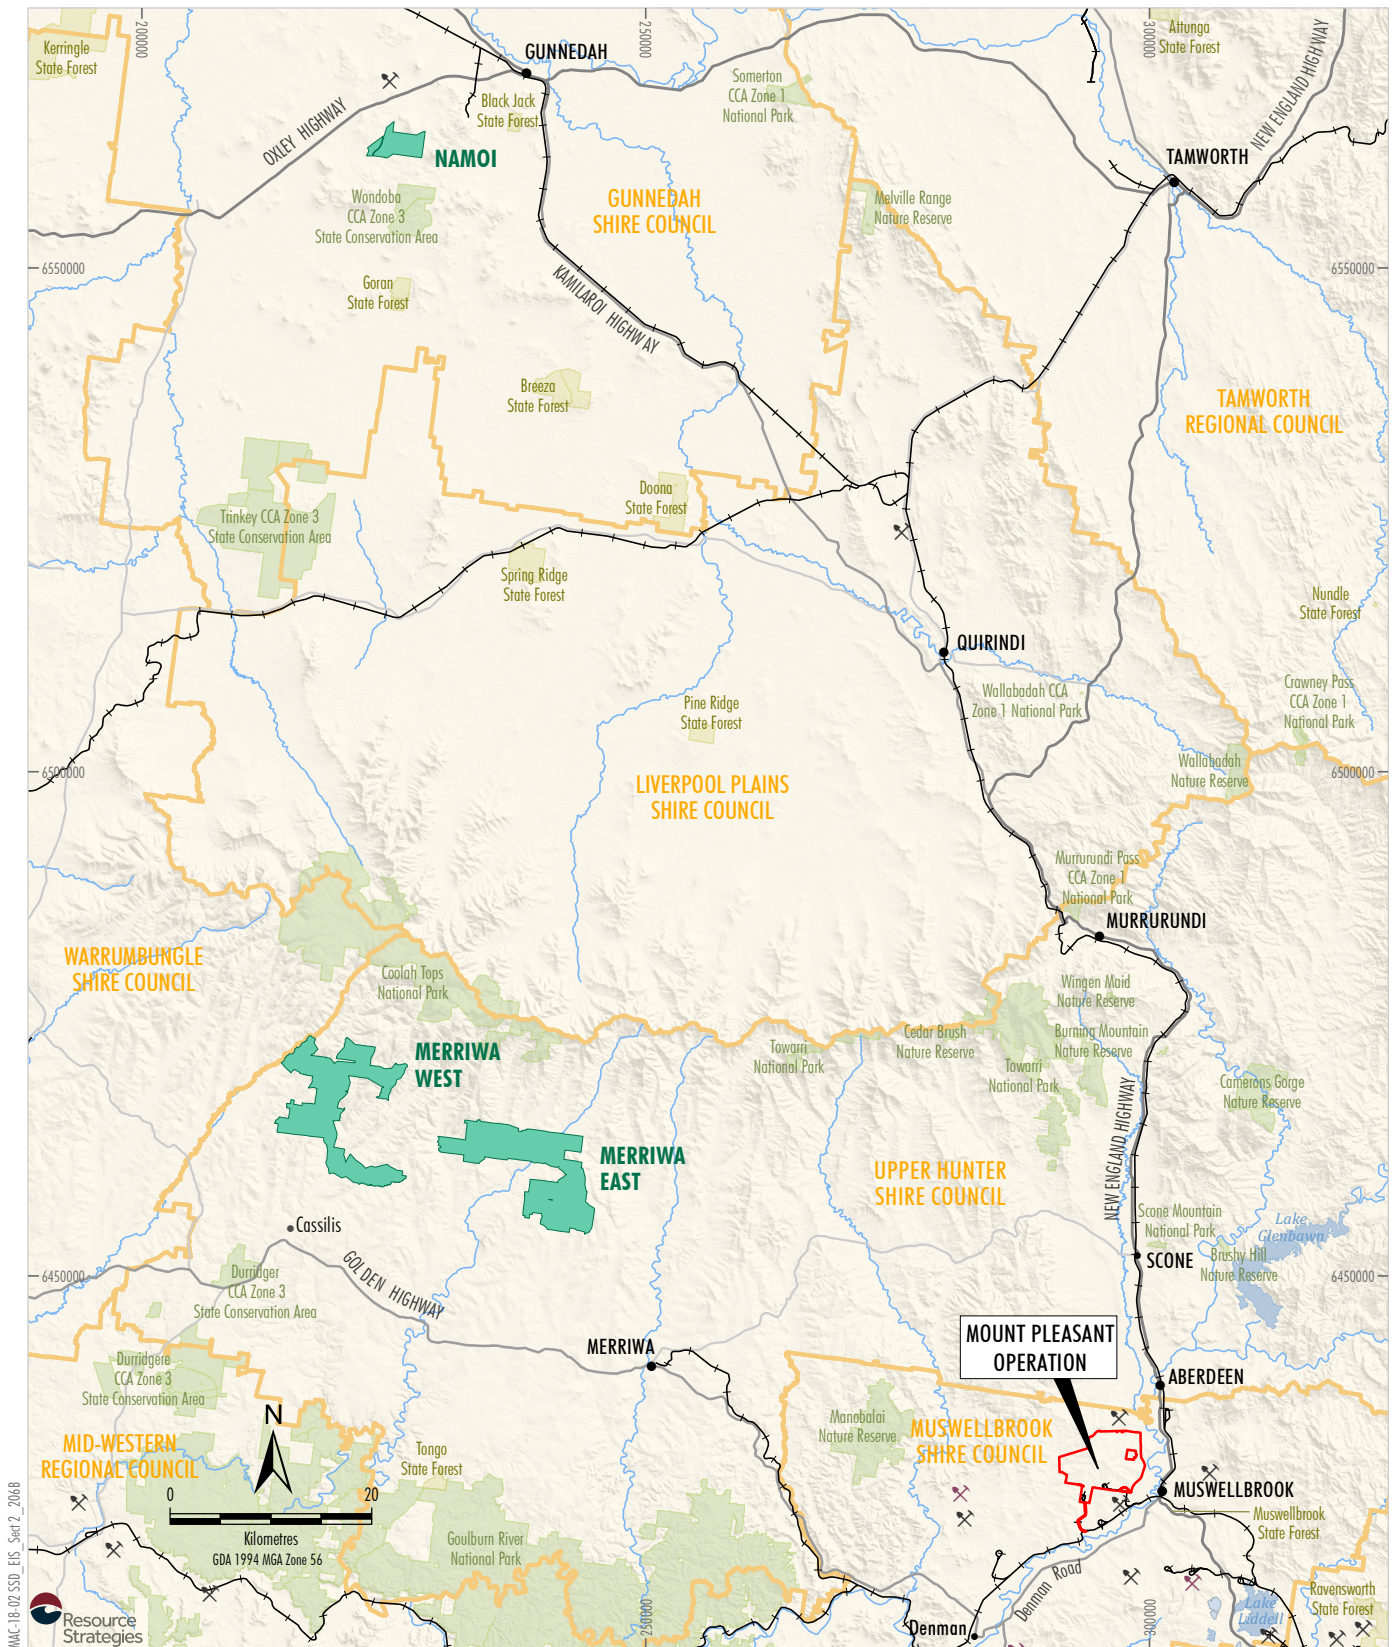 200000
250000
300000
Kerringle
State Forest
GUNNEDAH
Attunga
State Forest
NEW ENGLAND HIGHWAY
Somerton
CCA Zone 1
National Park
Black Jack
State Forest
OXLEY HIGHWAY
NAMOI
TAMWORTH
Wondoba
CCA Zone 3
State Conservation Area
GUNNEDAH
SHIRE COUNCIL
Melville Range
Nature Reserve
6550000
6550000
Goran
State Forest
KAMILAROI HIGHWAY
Breeza
State Forest
TAMWORTH
REGIONAL COUNCIL
Doona
State Forest
Trinkey CCA Zone 3
State Conservation Area
Spring Ridge
State Forest
Nundle
State Forest
QUIRINDI
Wallabadah CCA
Zone 1 National Park
Crawney Pass
CCA Zone 1
National Park
Pine Ridge
State Forest
6500000
6500000
Wallabadah
Nature Reserve
LIVERPOOL PLAINS
SHIRE COUNCIL
Murrurundi Pass
CCA Zone 1
National Park
MURRURUNDI
WARRUMBUNGLE
SHIRE COUNCIL
Coolah Tops
National Park
Wingen Maid
Nature Reserve
Cedar Brush
Nature Reserve
Burning Mountain
Nature Reserve
MERRIWA
WEST
Towarri
National Park
Towarri
National Park
Camerons Gorge
Nature Reserve
NEW ENGLAND HIGHWAY
MERRIWA
EAST
UPPER HUNTER
SHIRE COUNCIL
Scone Mountain
National Park
Lake
Glenbawn
Cassilis
Brushy Hill
Nature Reserve
SCONE
GOLDEN HIGHWAY
Durridger
CCA Zone 3
State Conservation Area
6450000
6450000
MOUNT PLEASANT
OPERATION
MERRIWA
Durridgere
CCA Zone 3
State Conservation Area
ABERDEEN
N
Manobalai
Nature Reserve
MUSWELLBROOK
SHIRE COUNCIL
MID-WESTERN
REGIONAL COUNCIL
Tongo
State Forest
0
20
Kilometres
GDA 1994 MGA Zone 56
MUSWELLBROOK
Muswellbrook
State Forest
Goulburn River
National Park
Denman Road
Ravensworth
State Forest
Lake
Liddell
Denman
250000
300000
Resource
Strategies
MAC-18-02 SSD_EIS_Sect 2_206B